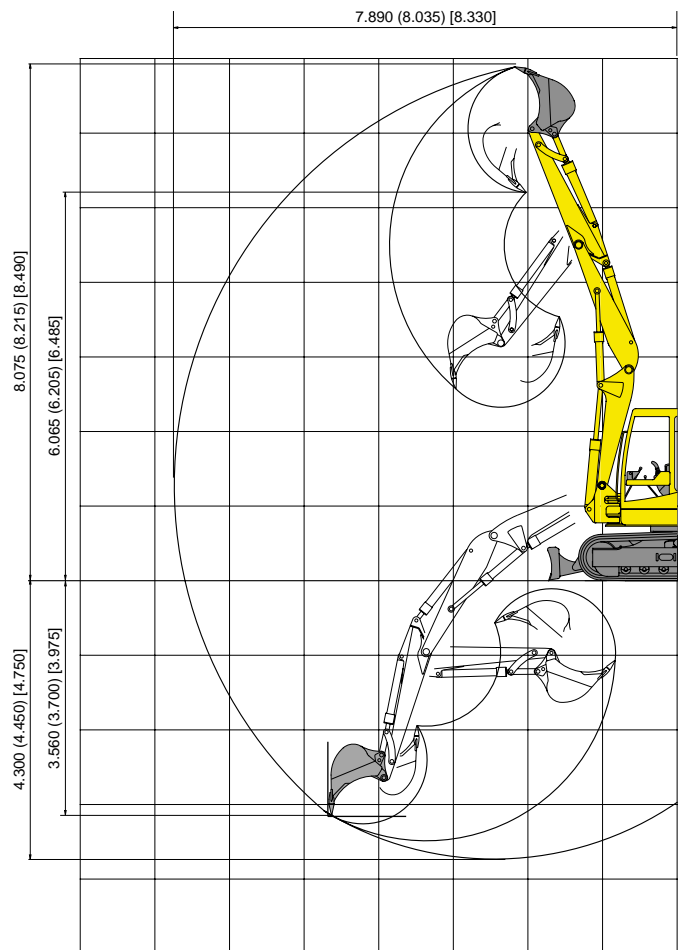 7.890 (8.035) [8.330]
8.075 (8.215) [8.490]
6.065 (6.205) [6.485]
4.300 (4.450) [4.750]
3.560 (3.700) [3.975]